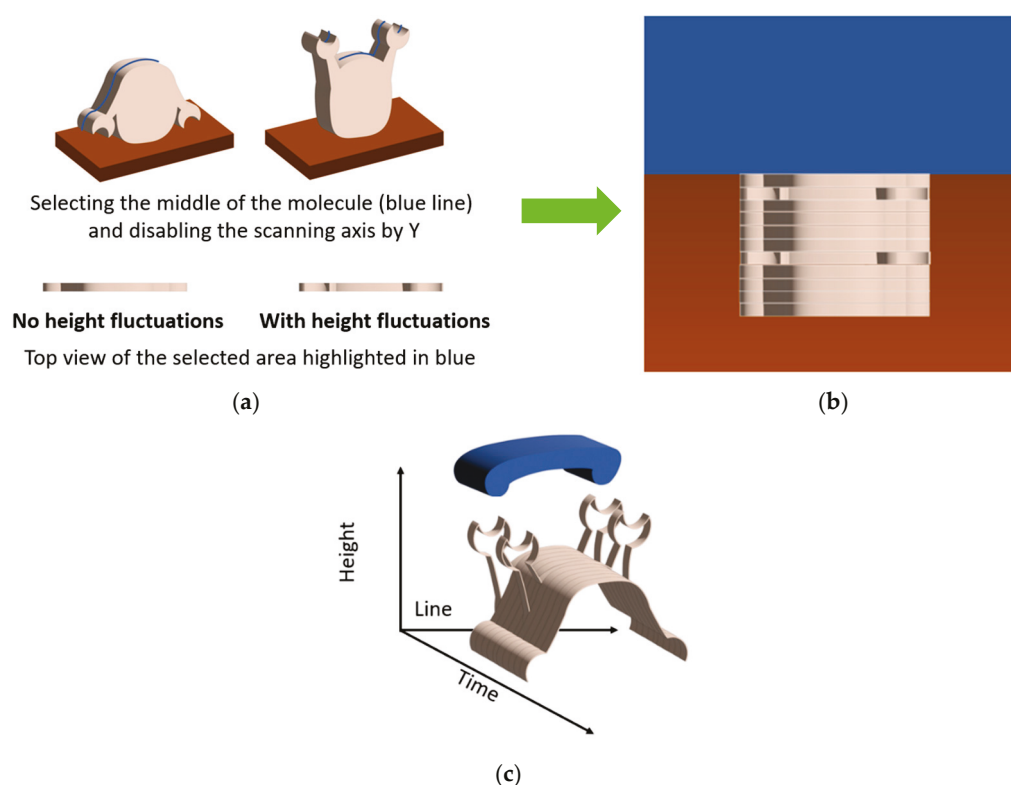 Selecting the middle of the molecule (blue line)
and disabling the scanning axis by Y
No height fluctuations
With height fluctuations
Top view of the selected area highlighted in blue
(a)
(b)
Height
Line
Time
(c)